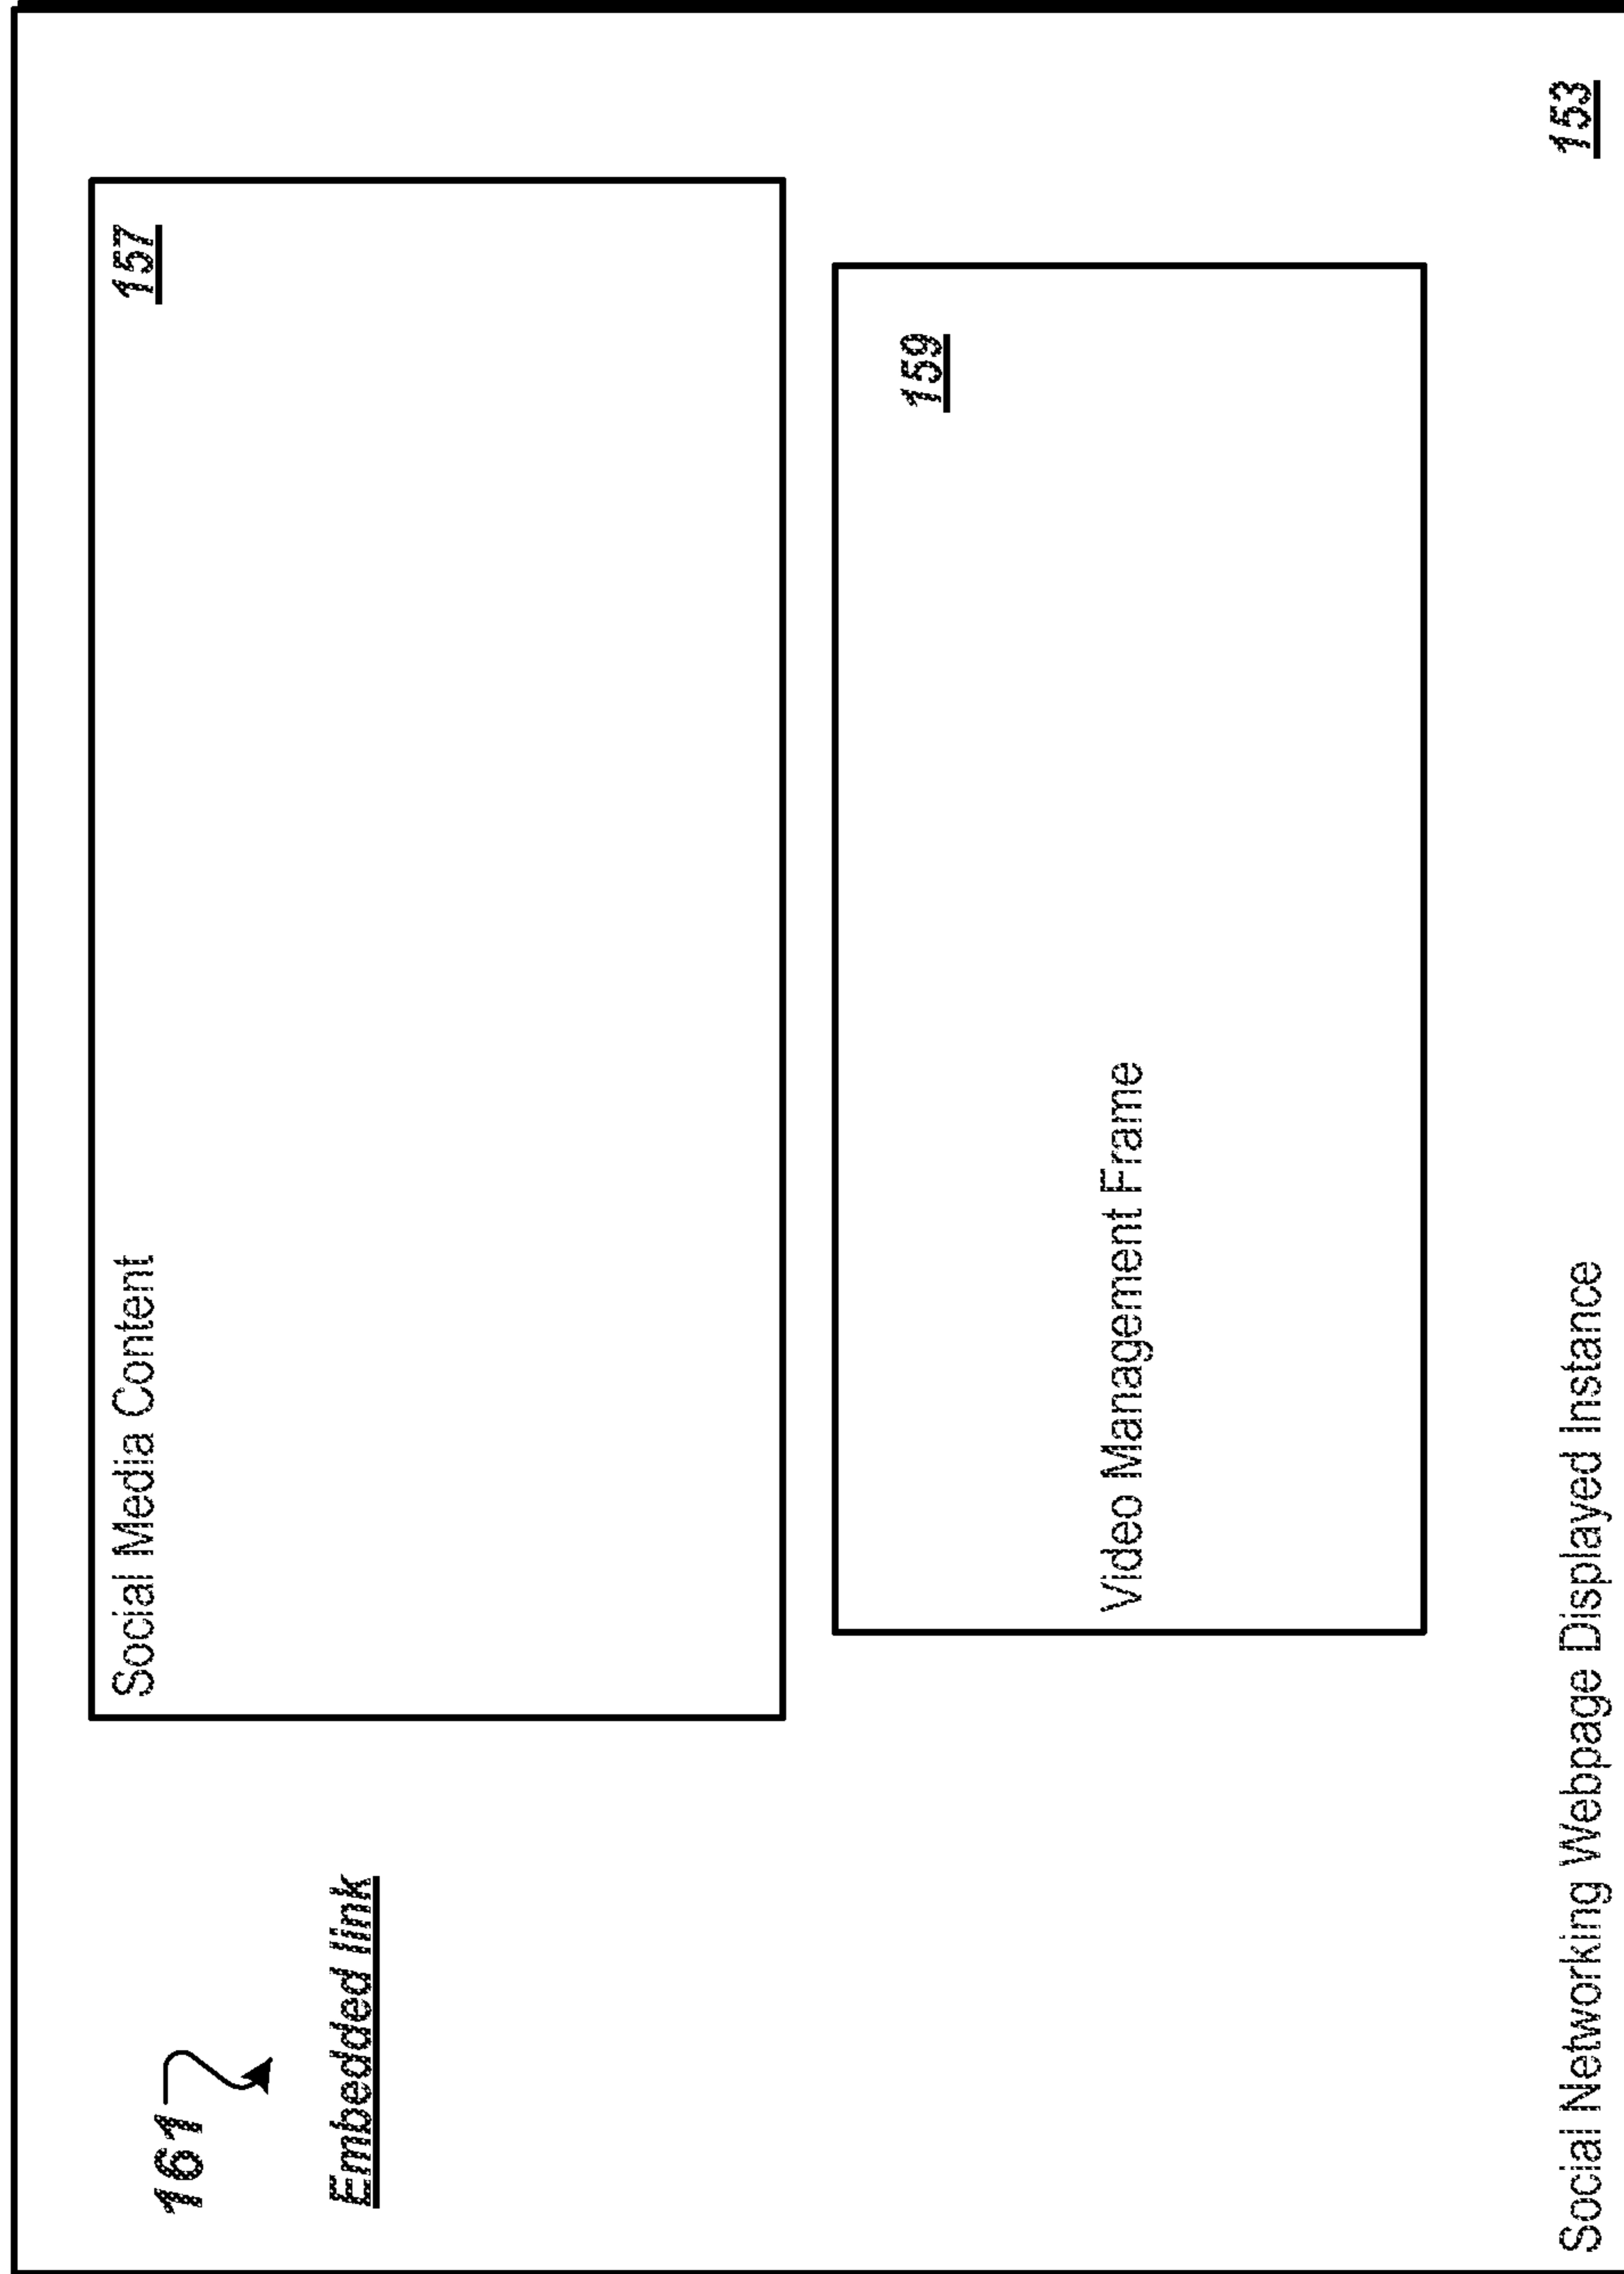 161
Embedded link
Social Media Content
157
159
Video Management Frame
Social Networking Webpage Displayed Instance
153